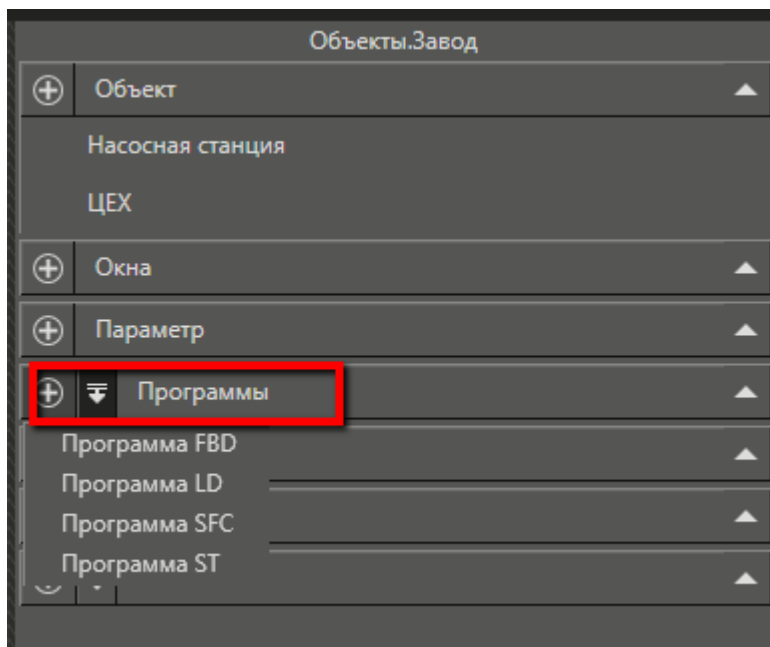 Объекты.Завод
Объект
Насосная станция
ЦЕХ
Окна
Параметр
Программы
Программа FBD
Программа LD
Программа SFC
Программа ST